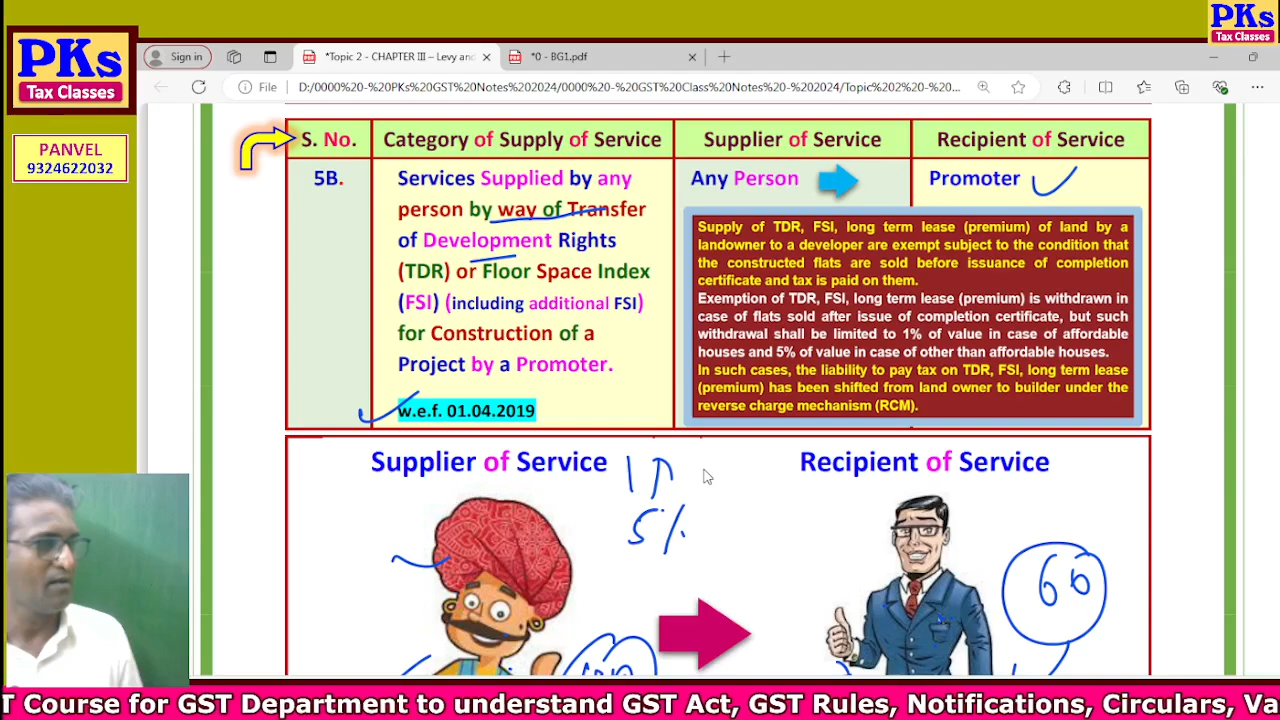 PKs
Tax Classes
PKs
Tax Classes
Sign in
*Topic 2 - CHAPTER III – Levy anc
*0 - BG1.pdf
File
D:/0000%20-%20PKs%20GST%20Notes%202024/0000%20-%20GST%20Class%20Notes%20-%202024/Topic%202%20-%20...
PANVEL
9324622032
S. No.
Category of Supply of Service
Supplier of Service
Recipient of Service
5B.
Services Supplied by any
person by way of Transfer
of Development Rights
(TDR) or Floor Space Index
(FSI) (including additional FSI)
for Construction of a
Project by a Promoter.
w.e.f. 01.04.2019
Any Person
Promoter
Supply of TDR, FSI, long term lease (premium) of land by a
landowner to a developer are exempt subject to the condition that
the constructed flats are sold before issuance of completion
certificate and tax is paid on them.
Exemption of TDR, FSI, long term lease (premium) is withdrawn in
case of flats sold after issue of completion certificate, but such
withdrawal shall be limited to 1% of value in case of affordable
houses and 5% of value in case of other than affordable houses.
In such cases, the liability to pay tax on TDR, FSI, long term lease
(premium) has been shifted from land owner to builder under the
reverse charge mechanism (RCM).
Supplier of Service
Recipient of Service
5%
60
T Course for GST Department to understand GST Act, GST Rules, Notifications, Circulars, Va